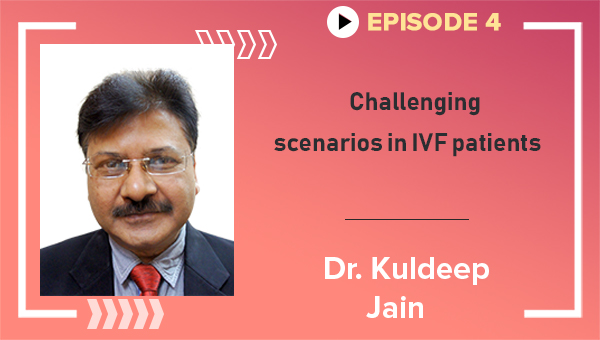 EPISODE 4
Challenging
scenarios in IVF patients
Dr. Kuldeep
Jain